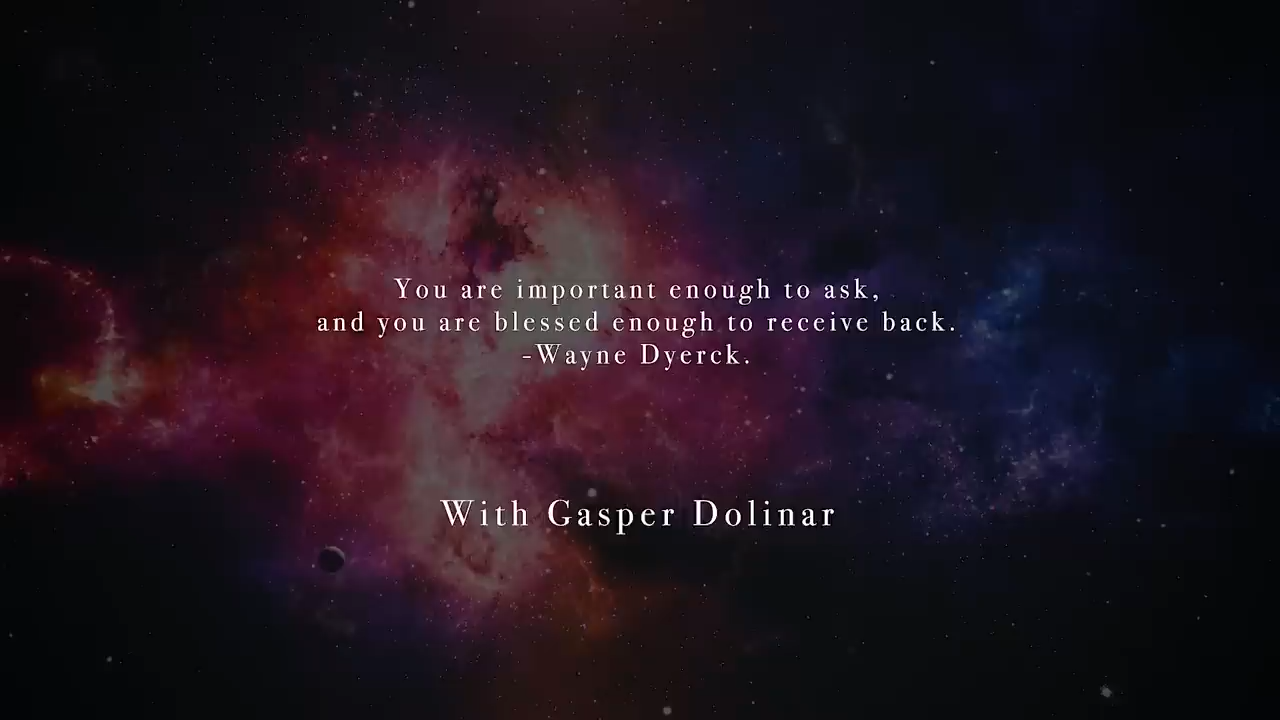 You are important enough to ask,
and you are blessed enough to receive back.
-Wayne Dyerck.
With Gasper Dolinar